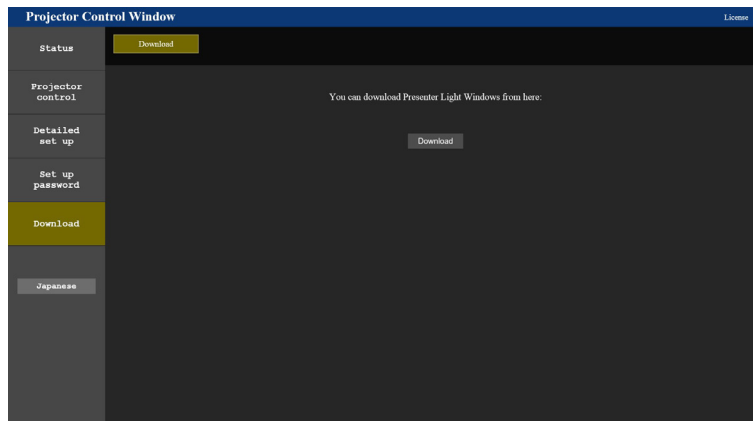 Projector Control Window
License
Status
Download
Projector
control
You can download Presenter Light Windows from here:
Detailed
set up
Download
Set up
password
Download
Japanese